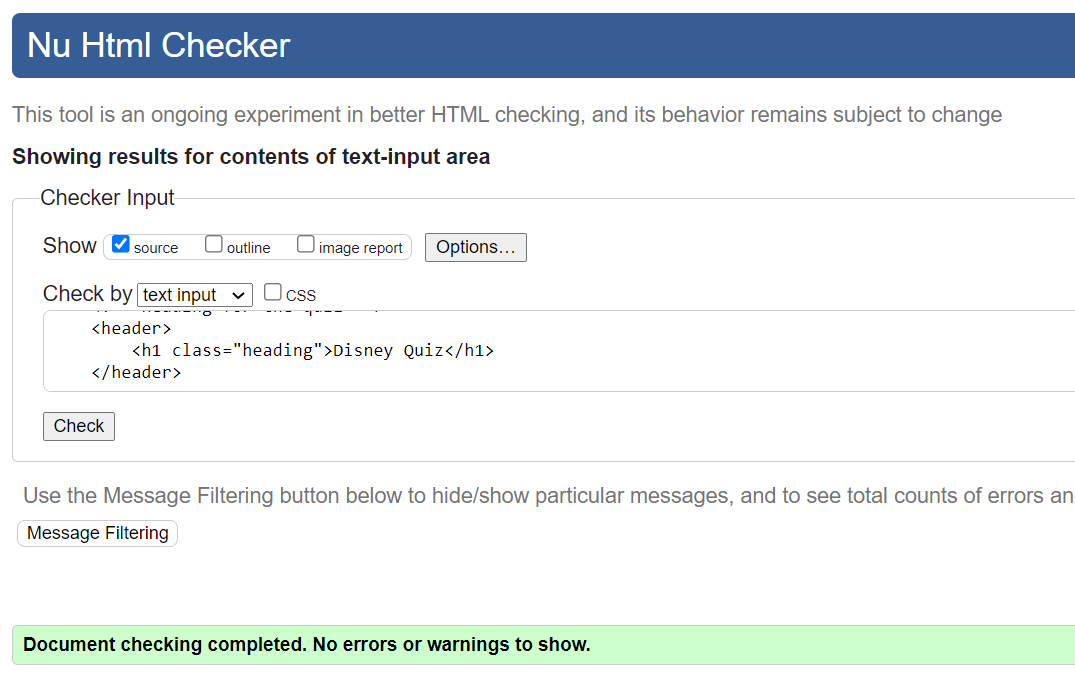 Nu Html Checker
This tool is an ongoing experiment in better HTML checking, and its behavior remains subject to change
Showing results for contents of text-input area
Checker Input
Show source outline image report Options...
Check by text input CSS
<header>
<h1 class="heading">Disney Quiz</h1>
</header>
Check
Use the Message Filtering button below to hide/show particular messages, and to see total counts of errors an
Message Filtering
Document checking completed. No errors or warnings to show.